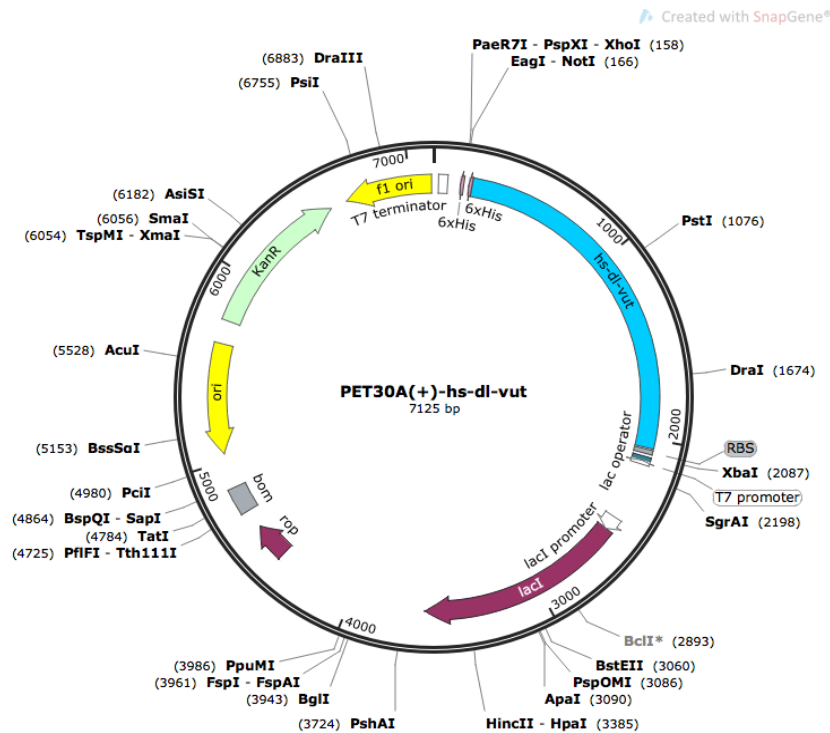 Created with SnapGene®
(6883) DraIII
(6755) PsiI
PaeR7I - PspXI - XhoI (158)
EagI - NotI (166)
(6182) AsiSI
(6056) SmaI
(6054) TspMI - XmaI
(5528) AcuI
(5153) BssSαI
(4980) PciI
(4864) BspQI - SapI
(4784) TatI
(4725) PflFI - Tth111I
(3986) PpuMI
(3961) FspI - FspAI
(3943) BglI
(3724) PshAI
PstI (1076)
DraI (1674)
RBS
XbaI (2087)
T7 promoter
SgrAI (2198)
BclI* (2893)
BstEII (3060)
PspOMI (3086)
ApaI (3090)
HincII - HpaI (3385)
7000
1000
2000
3000
4000
5000
6000
f1 ori
T7 terminator
6xHis
6xHis
hs-dl-vut
KanR
ori
bom
rop
lac operator
lacI promoter
lacI
PET30A(+)-hs-dl-vut
7125 bp